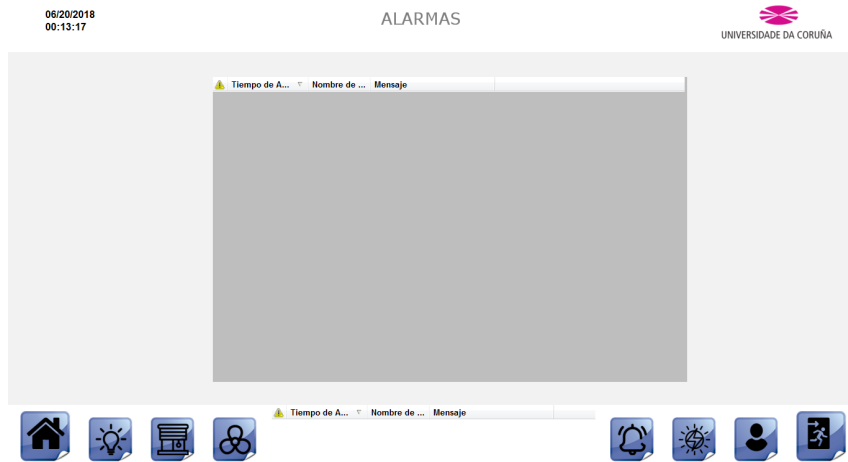 06/20/2018
00:13:17
ALARMAS
UNIVERSIDADE DA CORUÑA
Tiempo de A... Nombre de ... Mensaje
Tiempo de A... Nombre de ... Mensaje